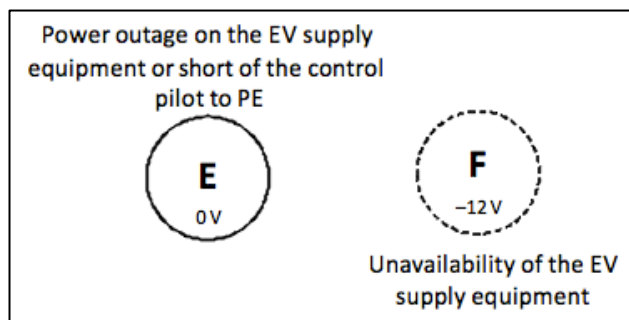 Power outage on the EV supply
equipment or short of the control
pilot to PE
E
0 V
F
–12 V
Unavailability of the EV
supply equipment